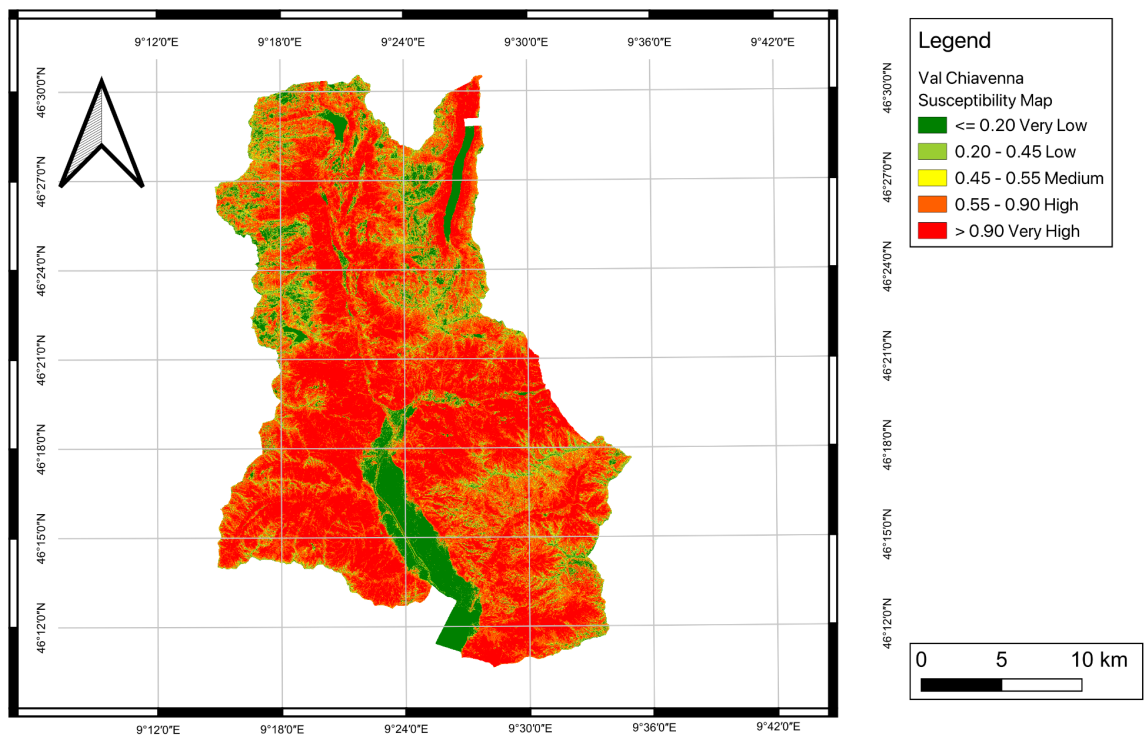 9°12'0"E 9°18'0"E 9°24'0"E 9°30'0"E 9°36'0"E 9°42'0"E
46°30'0"N
46°27'0"N
46°24'0"N
46°21'0"N
46°18'0"N
46°15'0"N
46°12'0"N
46°30'0"N
46°27'0"N
46°24'0"N
46°21'0"N
46°18'0"N
46°15'0"N
46°12'0"N
9°12'0"E 9°18'0"E 9°24'0"E 9°30'0"E 9°36'0"E 9°42'0"E
Legend
Val Chiavenna
Susceptibility Map
<= 0.20 Very Low
0.20 - 0.45 Low
0.45 - 0.55 Medium
0.55 - 0.90 High
> 0.90 Very High
0 5 10 km